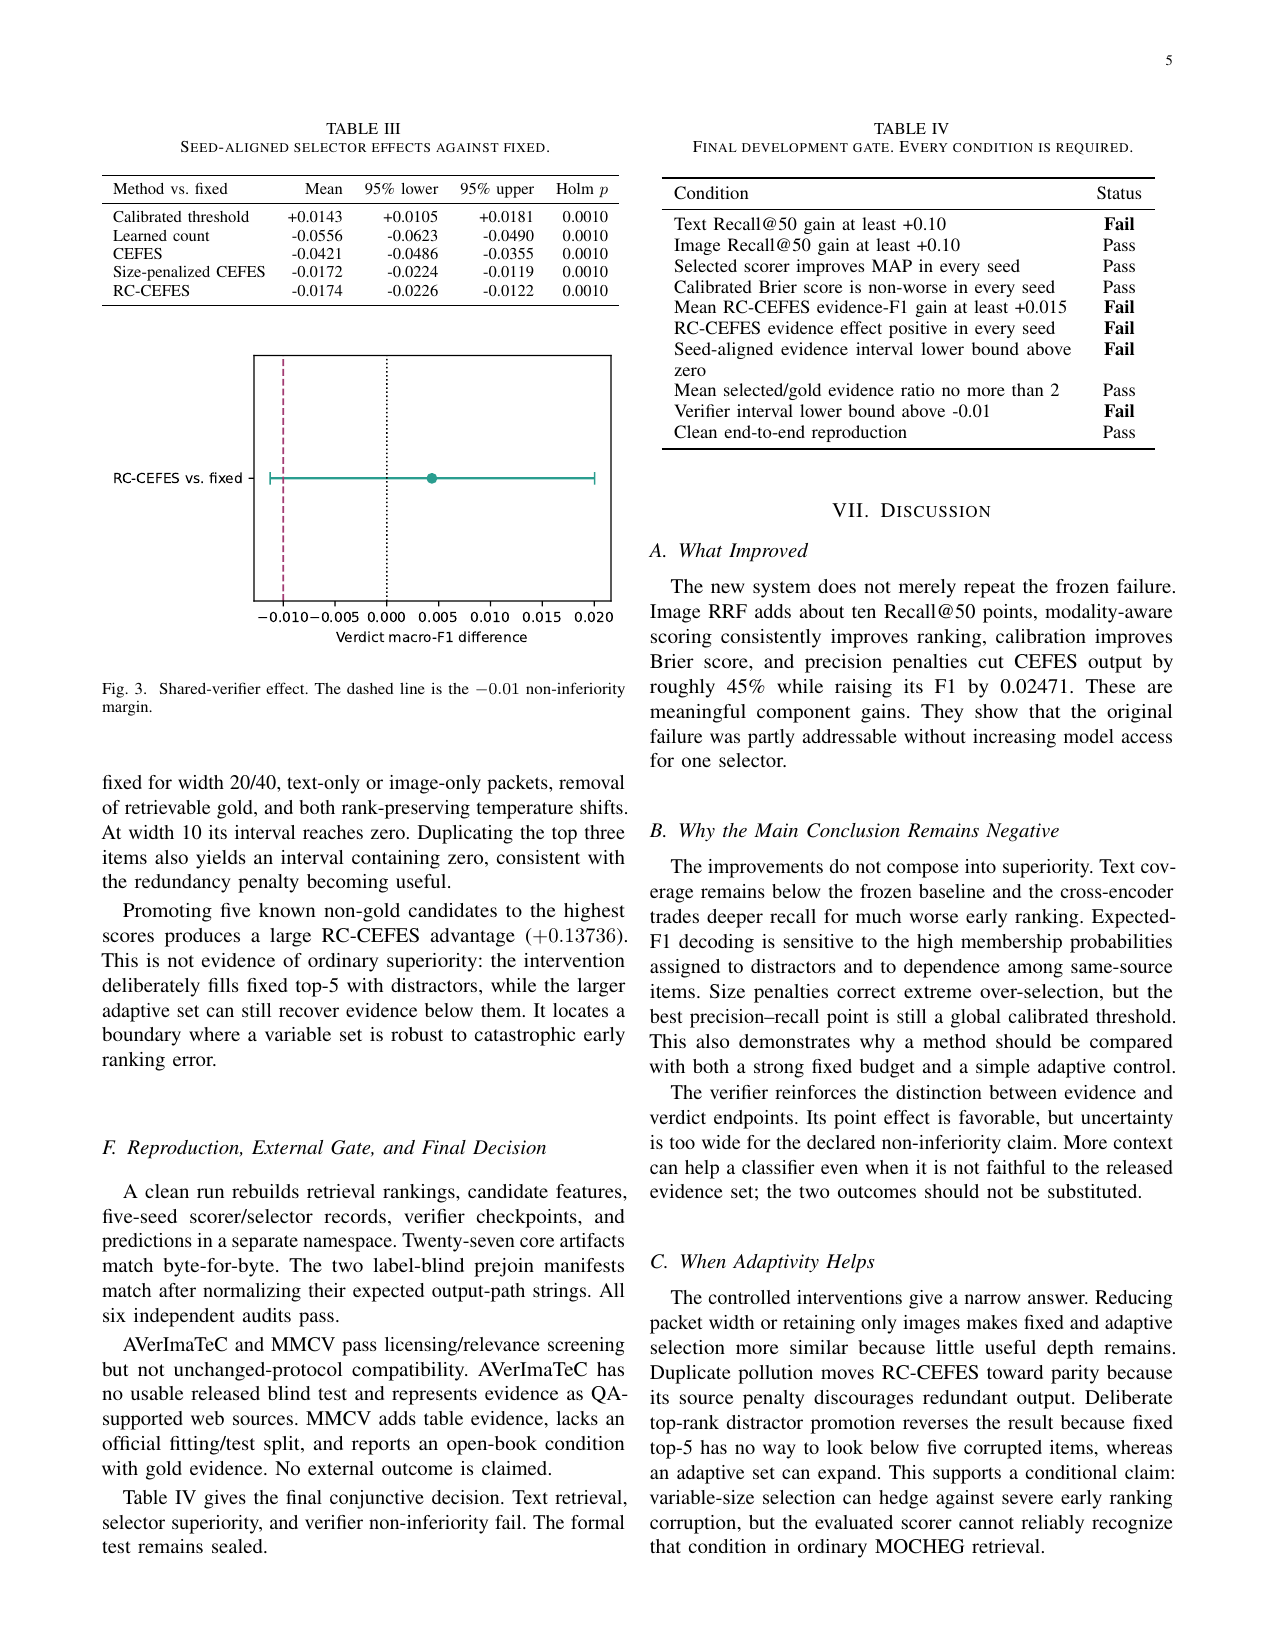 5
TABLE III
SEED-ALIGNED SELECTOR EFFECTS AGAINST FIXED.
Method vs. fixed Mean 95% lower 95% upper Holm p
Calibrated threshold +0.0143 +0.0105 +0.0181 0.0010
Learned count -0.0556 -0.0623 -0.0490 0.0010
CEFES -0.0421 -0.0486 -0.0355 0.0010
Size-penalized CEFES -0.0172 -0.0224 -0.0119 0.0010
RC-CEFES -0.0174 -0.0226 -0.0122 0.0010
RC-CEFES vs. fixed
−0.010 −0.005 0.000 0.005 0.010 0.015 0.020
Verdict macro-F1 difference
Fig. 3. Shared-verifier effect. The dashed line is the −0.01 non-inferiority
margin.
fixed for width 20/40, text-only or image-only packets, removal
of retrievable gold, and both rank-preserving temperature shifts.
At width 10 its interval reaches zero. Duplicating the top three
items also yields an interval containing zero, consistent with
the redundancy penalty becoming useful.
Promoting five known non-gold candidates to the highest
scores produces a large RC-CEFES advantage (+0.13736).
This is not evidence of ordinary superiority: the intervention
deliberately fills fixed top-5 with distractors, while the larger
adaptive set can still recover evidence below them. It locates a
boundary where a variable set is robust to catastrophic early
ranking error.
F. Reproduction, External Gate, and Final Decision
A clean run rebuilds retrieval rankings, candidate features,
five-seed scorer/selector records, verifier checkpoints, and
predictions in a separate namespace. Twenty-seven core artifacts
match byte-for-byte. The two label-blind prejoin manifests
match after normalizing their expected output-path strings. All
six independent audits pass.
AVerImaTeC and MMCV pass licensing/relevance screening
but not unchanged-protocol compatibility. AVerImaTeC has
no usable released blind test and represents evidence as QA-
supported web sources. MMCV adds table evidence, lacks an
official fitting/test split, and reports an open-book condition
with gold evidence. No external outcome is claimed.
Table IV gives the final conjunctive decision. Text retrieval,
selector superiority, and verifier non-inferiority fail. The formal
test remains sealed.
TABLE IV
FINAL DEVELOPMENT GATE. EVERY CONDITION IS REQUIRED.
Condition Status
Text Recall@50 gain at least +0.10 Fail
Image Recall@50 gain at least +0.10 Pass
Selected scorer improves MAP in every seed Pass
Calibrated Brier score is non-worse in every seed Pass
Mean RC-CEFES evidence-F1 gain at least +0.015 Fail
RC-CEFES evidence effect positive in every seed Fail
Seed-aligned evidence interval lower bound above Fail
zero
Mean selected/gold evidence ratio no more than 2 Pass
Verifier interval lower bound above -0.01 Fail
Clean end-to-end reproduction Pass
VII. DISCUSSION
A. What Improved
The new system does not merely repeat the frozen failure.
Image RRF adds about ten Recall@50 points, modality-aware
scoring consistently improves ranking, calibration improves
Brier score, and precision penalties cut CEFES output by
roughly 45% while raising its F1 by 0.02471. These are
meaningful component gains. They show that the original
failure was partly addressable without increasing model access
for one selector.
B. Why the Main Conclusion Remains Negative
The improvements do not compose into superiority. Text cov-
erage remains below the frozen baseline and the cross-encoder
trades deeper recall for much worse early ranking. Expected-
F1 decoding is sensitive to the high membership probabilities
assigned to distractors and to dependence among same-source
items. Size penalties correct extreme over-selection, but the
best precision–recall point is still a global calibrated threshold.
This also demonstrates why a method should be compared
with both a strong fixed budget and a simple adaptive control.
The verifier reinforces the distinction between evidence and
verdict endpoints. Its point effect is favorable, but uncertainty
is too wide for the declared non-inferiority claim. More context
can help a classifier even when it is not faithful to the released
evidence set; the two outcomes should not be substituted.
C. When Adaptivity Helps
The controlled interventions give a narrow answer. Reducing
packet width or retaining only images makes fixed and adaptive
selection more similar because little useful depth remains.
Duplicate pollution moves RC-CEFES toward parity because
its source penalty discourages redundant output. Deliberate
top-rank distractor promotion reverses the result because fixed
top-5 has no way to look below five corrupted items, whereas
an adaptive set can expand. This supports a conditional claim:
variable-size selection can hedge against severe early ranking
corruption, but the evaluated scorer cannot reliably recognize
that condition in ordinary MOCHEG retrieval.